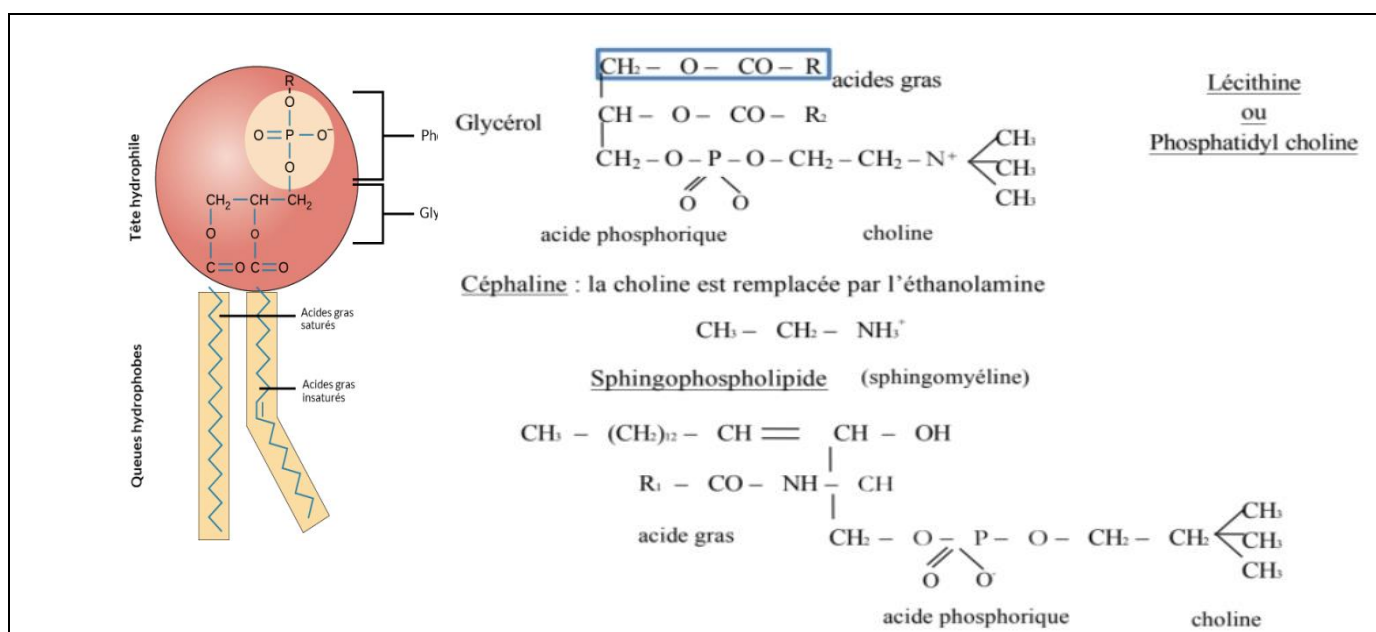 Tête hydrophile
Queues hydrophobes
R
O
O = P – O⁻
O
CH₂ – CH – CH₂
O O
C = O C = O
Ph
Gly
Acides gras
saturés
Acides gras
insaturés
CH₂ – O – CO – R
acides gras
Glycérol
CH – O – CO – R₂
CH₂ – O – P – O – CH₂ – CH₂ – N⁺
CH₃
CH₃
CH₃
O O
acide phosphorique choline
Lécithine
ou
Phosphatidyl choline
Céphaline : la choline est remplacée par l'éthanolamine
CH₃ – CH₂ – NH₃⁺
Sphingophospholipide (sphingomyéline)
CH₃ – (CH₂)₁₂ – CH = CH – OH
R₁ – CO – NH – CH
acide gras
CH₂ – O – P – O – CH₂ – CH₂
CH₃
CH₃
CH₃
O O⁻
acide phosphorique choline